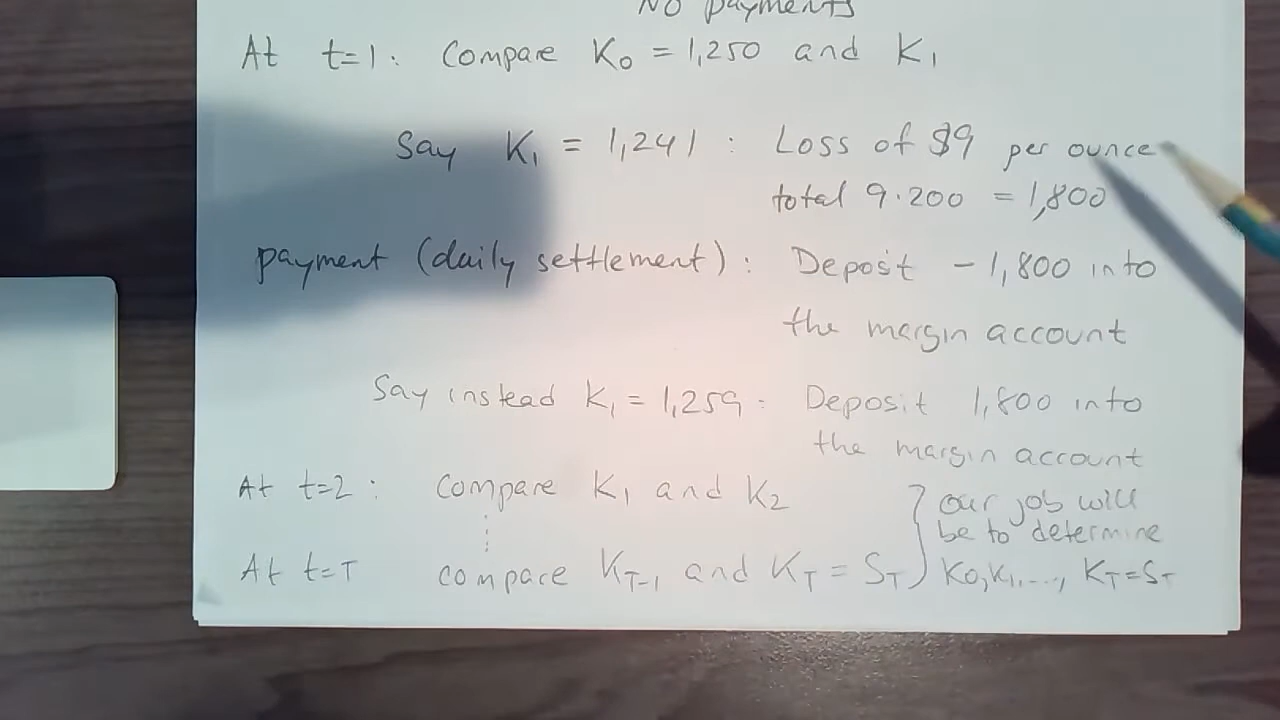 No payments
At t=1: Compare K₀ = 1,250 and K₁
Say K₁ = 1,241 : Loss of $9 per ounce
total 9·200 = 1,800
payment (daily settlement): Deposit -1,800 into
the margin account
Say instead K₁ = 1,259: Deposit 1,800 into
the margin account
At t=2: compare K₁ and K₂
our job will
be to determine
At t=T compare K_{T-1} and K_T = S_T
K₀,K₁,...., K_T=S_T